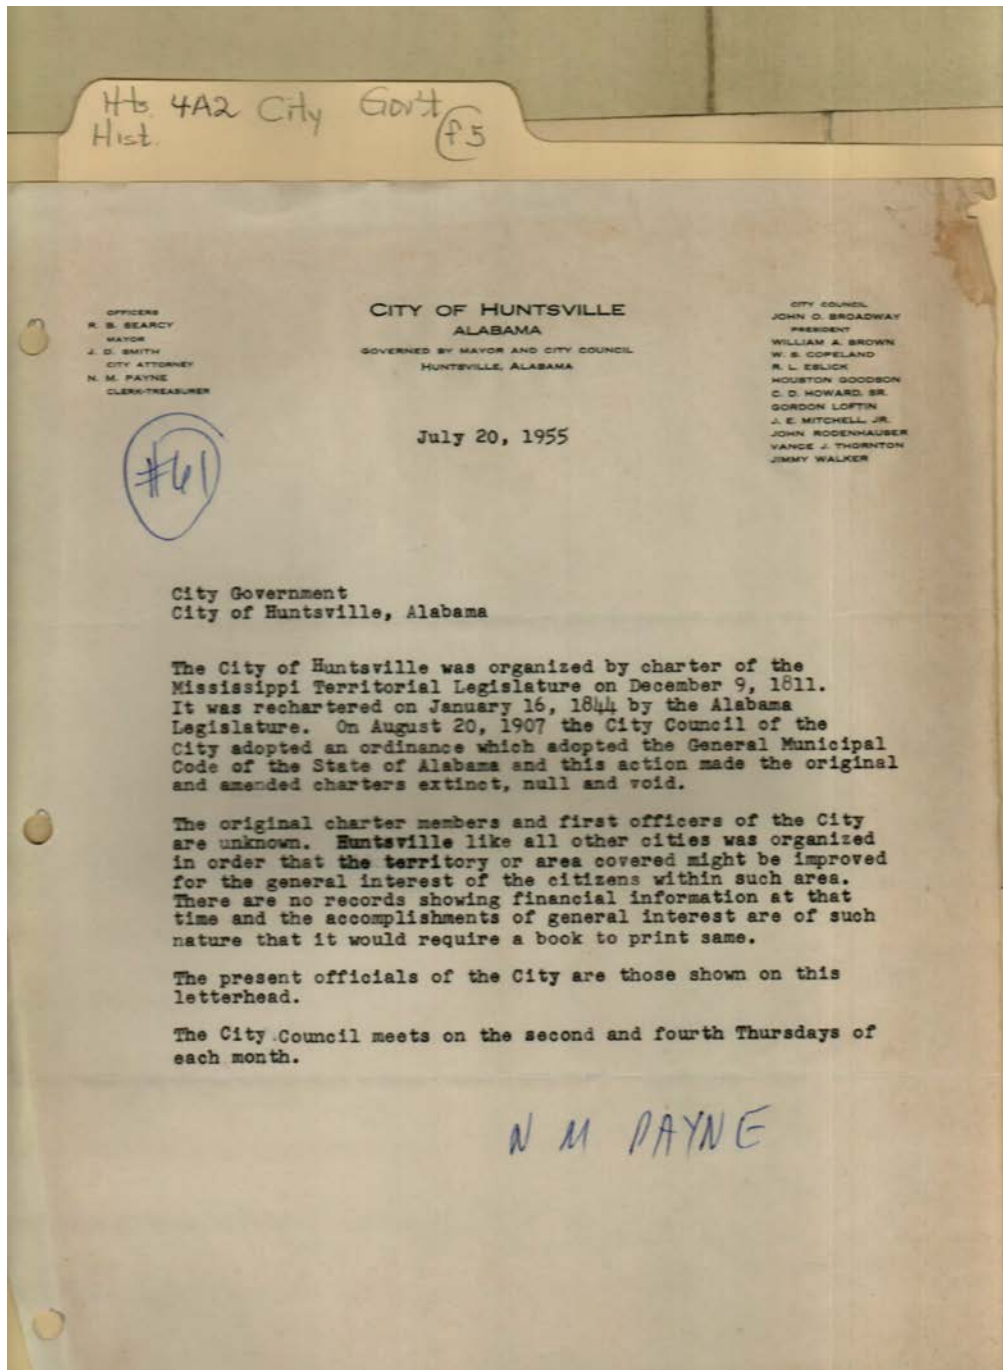 Hts. 4A2 City Gov't
Hist. p5
OFFICERS
R. B. SEARCY
MAYOR
J. D. SMITH
CITY ATTORNEY
N. M. PAYNE
CLERK-TREASURER
CITY OF HUNTSVILLE
ALABAMA
GOVERNED BY MAYOR AND CITY COUNCIL
HUNTSVILLE, ALABAMA
CITY COUNCIL
JOHN O. BROADWAY
PRESIDENT
WILLIAM A. BROWN
W. S. COPELAND
R. L. ESLICK
HOUSTON GOODSON
C. D. HOWARD, SR.
GORDON LOFTIN
J. E. MITCHELL, JR.
JOHN RODENHAUSER
VANCE J. THORNTON
JIMMY WALKER
July 20, 1955
#61
City Government
City of Huntsville, Alabama
The City of Huntsville was organized by charter of the
Mississippi Territorial Legislature on December 9, 1811.
It was rechartered on January 16, 1844 by the Alabama
Legislature. On August 20, 1907 the City Council of the
City adopted an ordinance which adopted the General Municipal
Code of the State of Alabama and this action made the original
and amended charters extinct, null and void.
The original charter members and first officers of the City
are unknown. Huntsville like all other cities was organized
in order that the territory or area covered might be improved
for the general interest of the citizens within such area.
There are no records showing financial information at that
time and the accomplishments of general interest are of such
nature that it would require a book to print same.
The present officials of the City are those shown on this
letterhead.
The City Council meets on the second and fourth Thursdays of
each month.
N M PAYNE